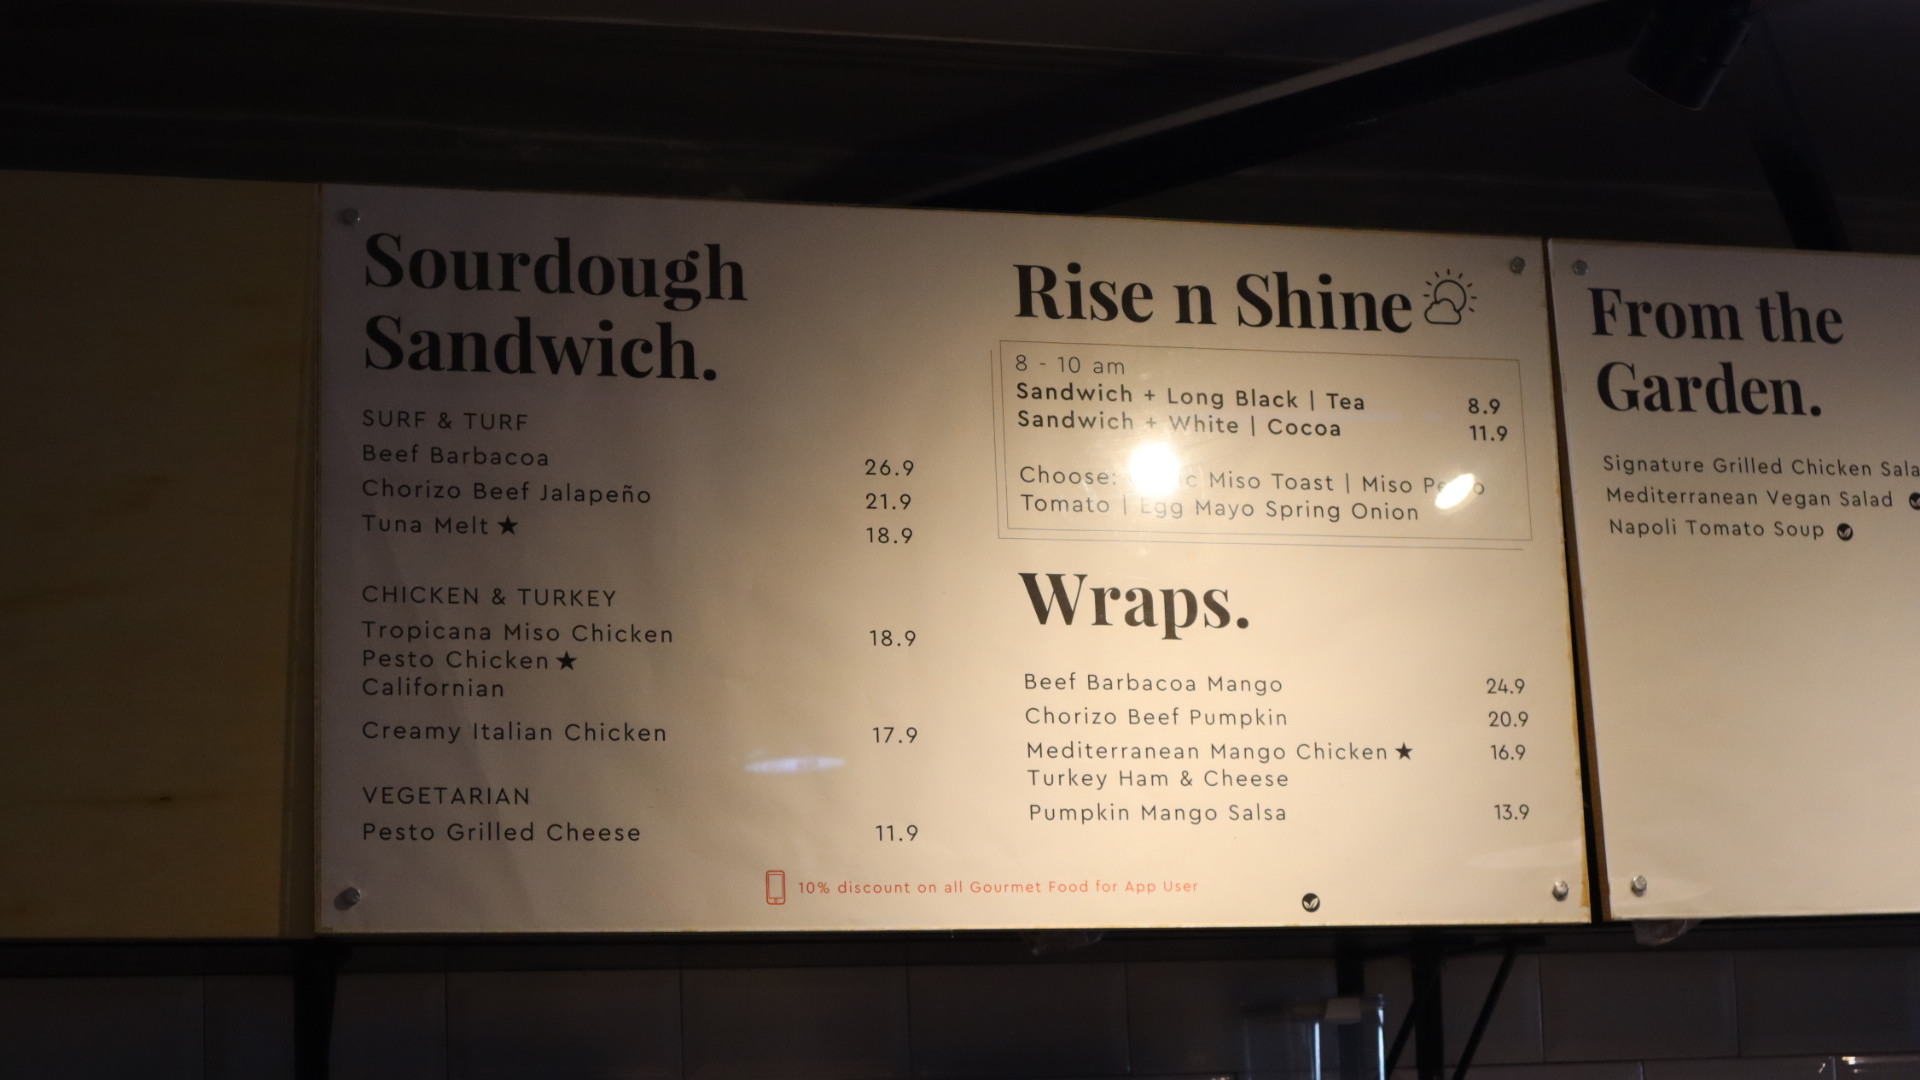 Sourdough
Sandwich.
SURF & TURF
Beef Barbacoa 26.9
Chorizo Beef Jalapeño 21.9
Tuna Melt ★ 18.9
CHICKEN & TURKEY
Tropicana Miso Chicken 18.9
Pesto Chicken ★
Californian
Creamy Italian Chicken 17.9
VEGETARIAN
Pesto Grilled Cheese 11.9
Rise n Shine
8 - 10 am
Sandwich + Long Black | Tea 8.9
Sandwich + White | Cocoa 11.9
Choose: Miso Toast | Miso
Tomato | Egg Mayo Spring Onion
Wraps.
Beef Barbacoa Mango 24.9
Chorizo Beef Pumpkin 20.9
Mediterranean Mango Chicken ★ 16.9
Turkey Ham & Cheese
Pumpkin Mango Salsa 13.9
10% discount on all Gourmet Food for App User
From the
Garden.
Signature Grilled Chicken
Mediterranean Vegan Salad
Napoli Tomato Soup